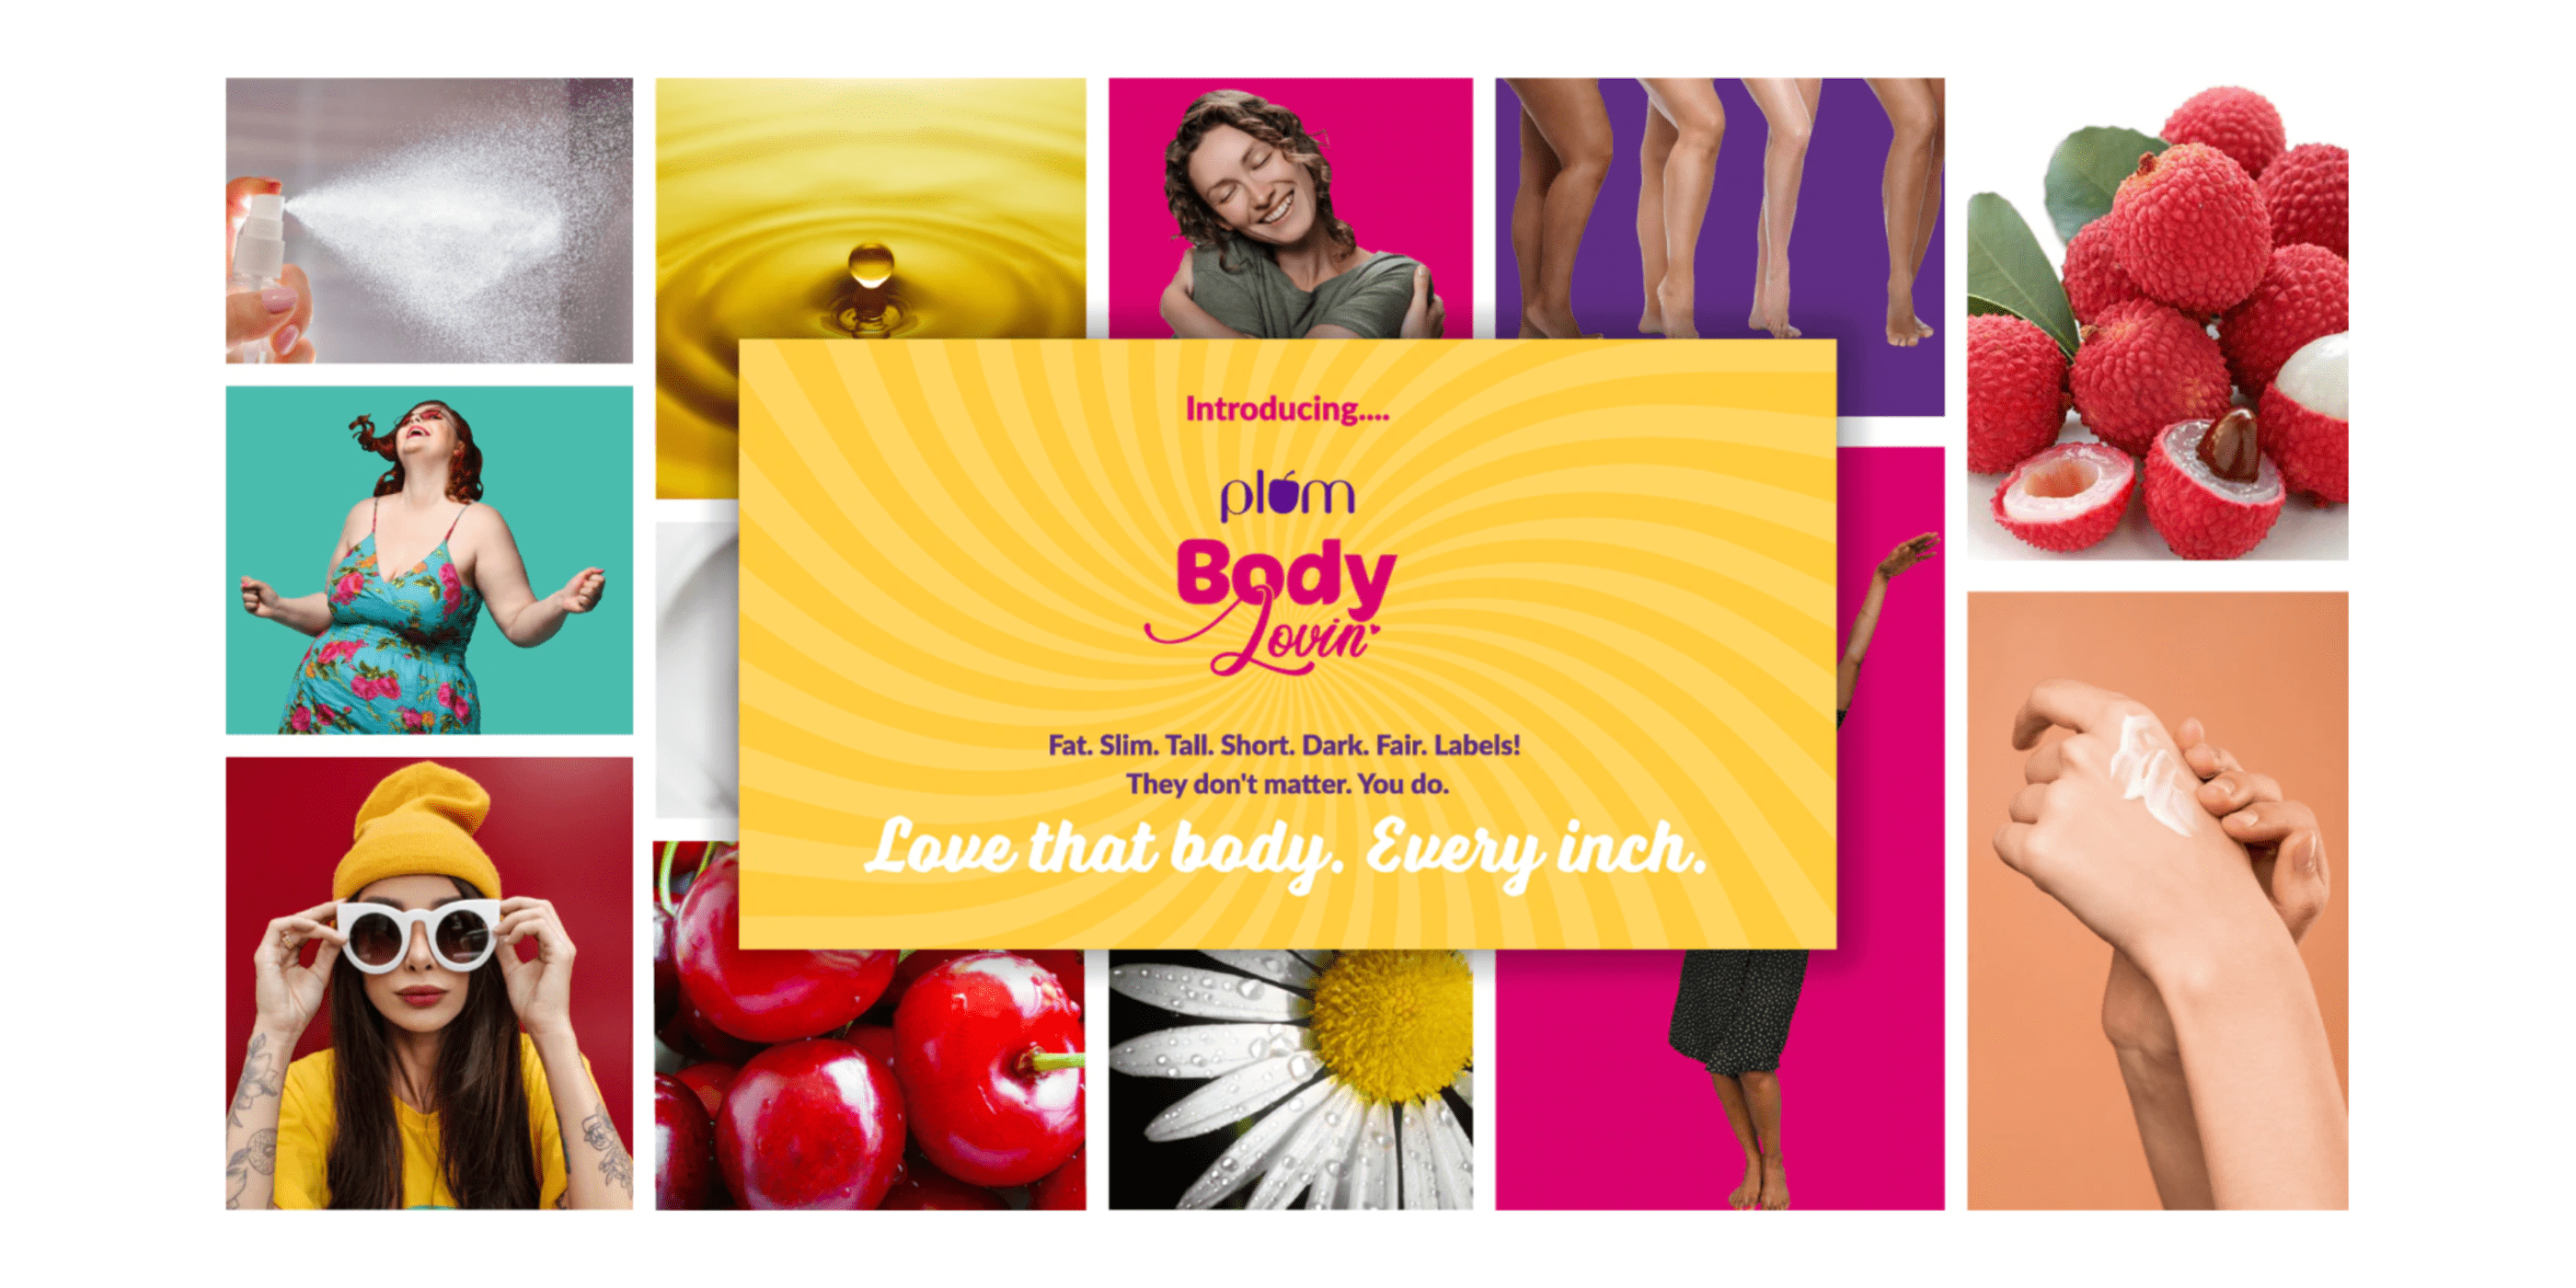 Introducing....
plum
Body
Lovin'
Fat. Slim. Tall. Short. Dark. Fair. Labels!
They don't matter. You do.
Love that body. Every inch.